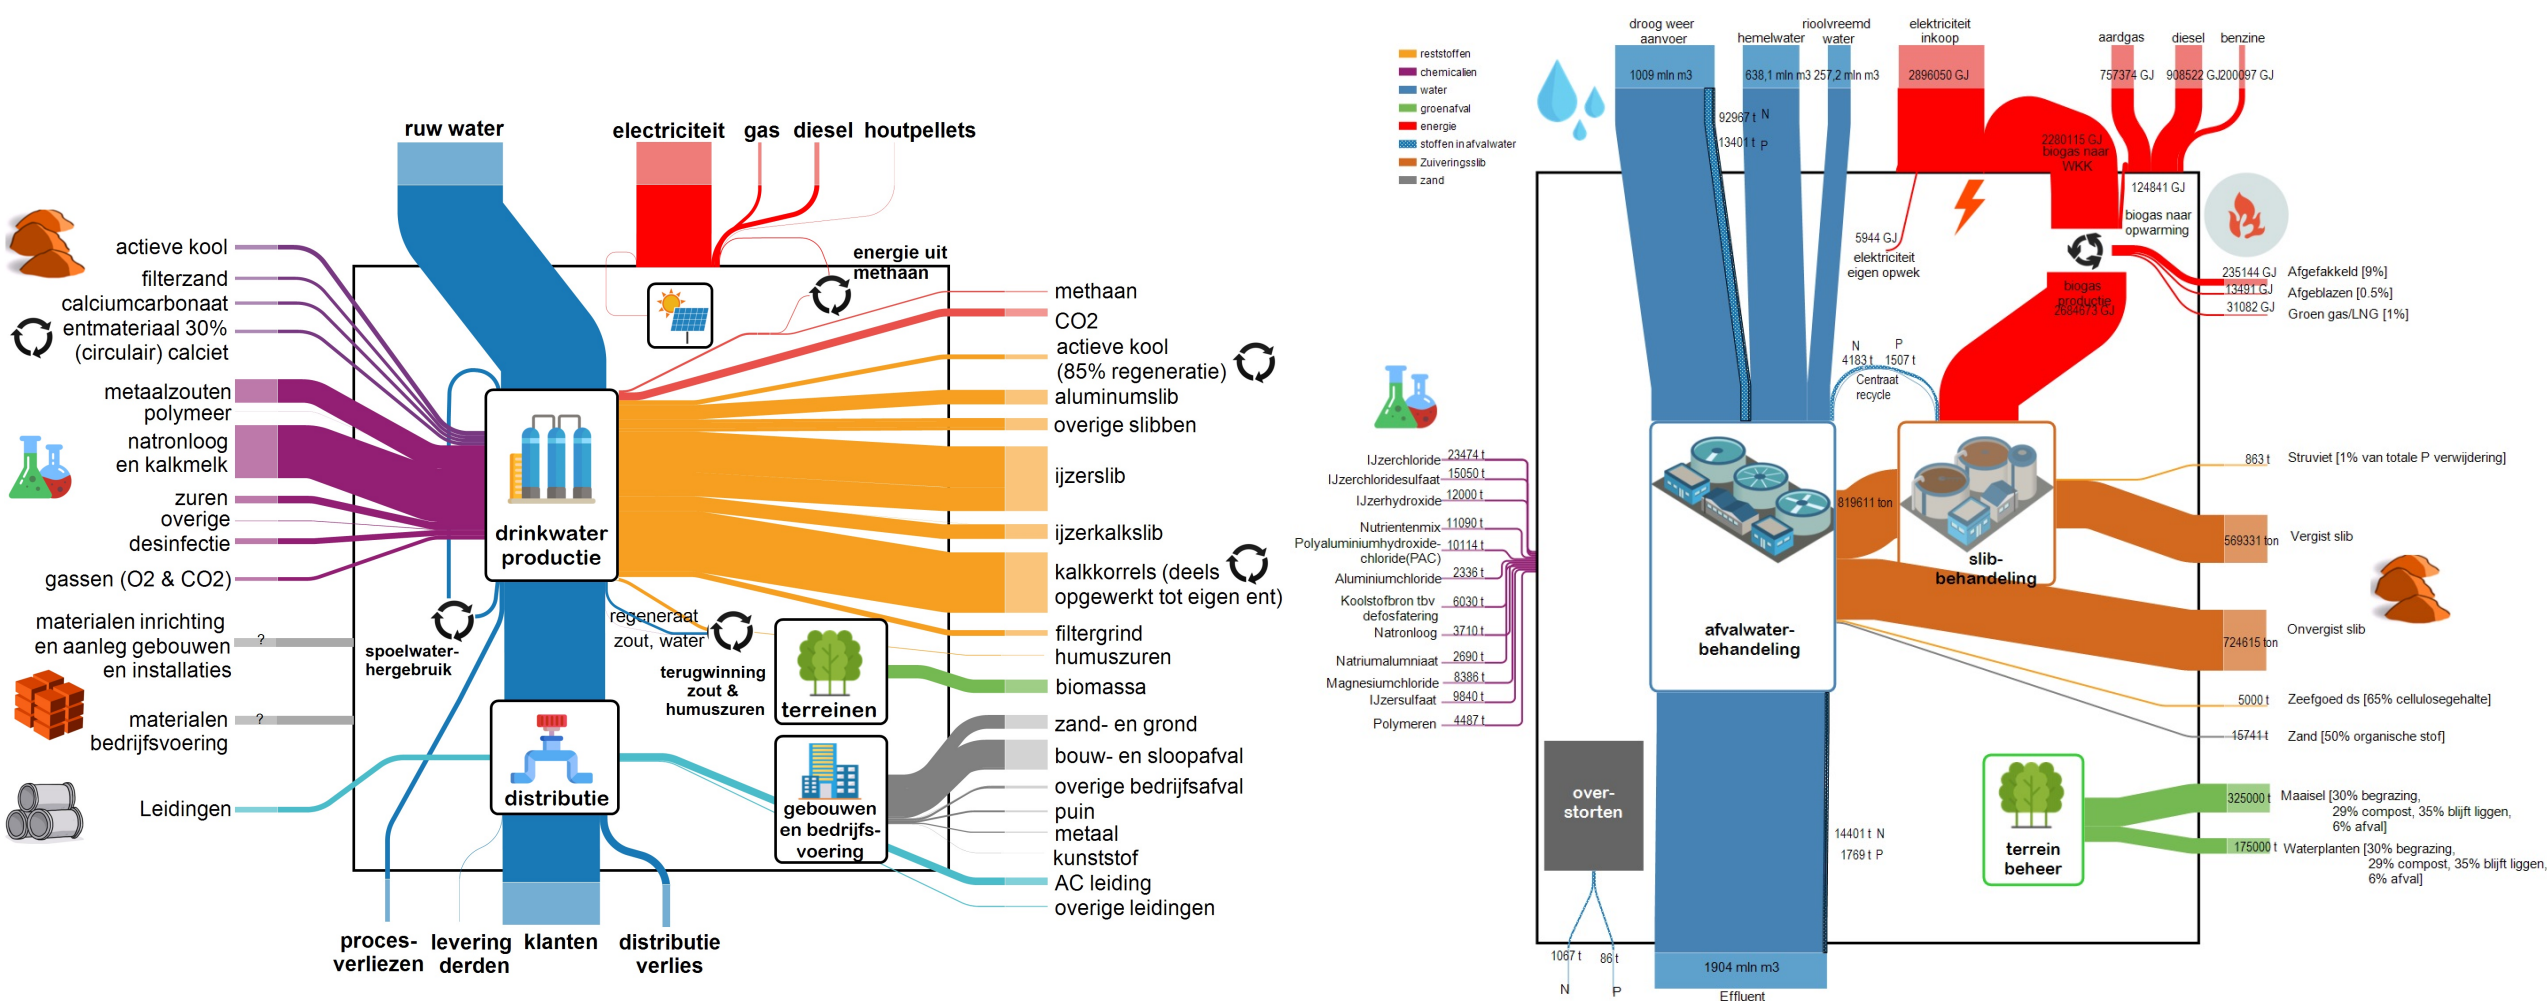 ruw water
electriciteit
gas
diesel
houtpellets
energie uit
methaan
actieve kool
filterzand
calciumcarbonaat
entmateriaal 30%
(circulair) calciet
metaalzouten
polymeer
natronloog
en kalkmelk
zuren
overige
desinfectie
gassen (O2 & CO2)
materialen inrichting
en aanleg gebouwen
en installaties
?
materialen
bedrijfsvoering
?
Leidingen
drinkwater
productie
spoelwater-
hergebruik
regeneraat
zout, water
terugwinning
zout &
humuszuren
distributie
terreinen
gebouwen
en bedrijfs-
voering
methaan
CO2
actieve kool
(85% regeneratie)
aluminumslib
overige slibben
ijzerslib
ijzerkalkslib
kalkkorrels (deels
opgewerkt tot eigen ent)
filtergrind
humuszuren
biomassa
zand- en grond
bouw- en sloopafval
overige bedrijfsafval
puin
metaal
kunststof
AC leiding
overige leidingen
proces-
verliezen
levering
derden
klanten
distributie
verlies
reststoffen
chemicalien
water
groenafval
energie
stoffen in afvalwater
Zuiveringsslib
zand
droog weer
aanvoer
1009 mln m3
hemelwater
638,1 mln m3
rioolvreemd
water
257,2 mln m3
elektriciteit
inkoop
2896050 GJ
aardgas
757374 GJ
diesel
908522 GJ
benzine
200097 GJ
92967 t N
13401 t P
2280115 GJ
biogas naar
WKK
124841 GJ
biogas naar
opwarming
5944 GJ
elektriciteit
eigen opwek
235144 GJ Afgefakkeld [9%]
13491 GJ Afgeblazen [0.5%]
31082 GJ Groen gas/LNG [1%]
biogas
productie
2684673 GJ
N P
4183 t 1507 t
Centraat
recycle
IJzerchloride 23474 t
IJzerchloridesulfaat 15050 t
IJzerhydroxide 12000 t
Nutrientenmix 11090 t
Polyaluminiumhydroxide-
chloride(PAC) 10114 t
Aluminiumchloride 2336 t
Koolstofbron tbv
defosfatering 6030 t
Natronloog 3710 t
Natriumalumniaat 2690 t
Magnesiumchloride 8386 t
IJzersulfaat 9840 t
Polymeren 4487 t
afvalwater-
behandeling
819611 ton
slib-
behandeling
863 t Struviet [1% van totale P verwijdering]
569331 ton Vergist slib
724615 ton Onvergist slib
5000 t Zeefgoed ds [65% cellulosegehalte]
15741 t Zand [50% organische stof]
over-
storten
1067 t 86 t
N P
14401 t N
1769 t P
terrein
beheer
325000 t Maaisel [30% begrazing,
29% compost, 35% blijft liggen,
6% afval]
175000 t Waterplanten [30% begrazing,
29% compost, 35% blijft liggen,
6% afval]
1904 mln m3
Effluent